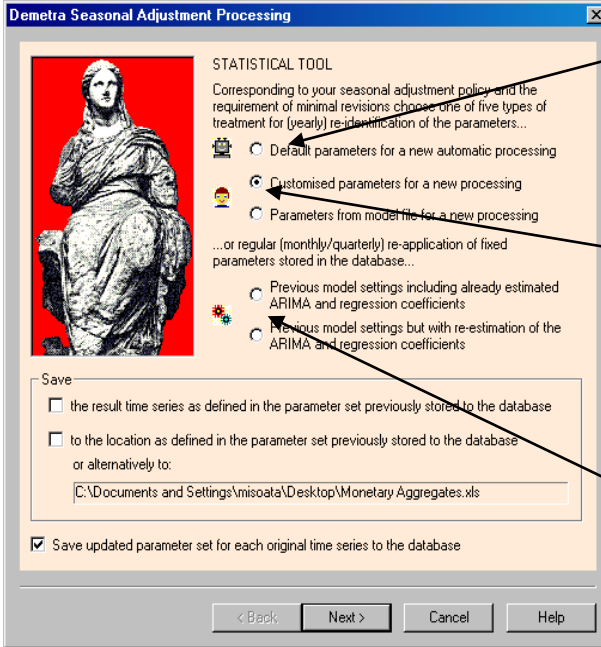 Demetra Seasonal Adjustment Processing
STATISTICAL TOOL
Corresponding to your seasonal adjustment policy and the
requirement of minimal revisions choose one of five types of
treatment for (yearly) re-identification of the parameters...
Default parameters for a new automatic processing
Customised parameters for a new processing
Parameters from model file for a new processing
...or regular (monthly/quarterly) re-application of fixed
parameters stored in the database...
Previous model settings including already estimated
ARIMA and regression coefficients
Previous model settings but with re-estimation of the
ARIMA and regression coefficients
Save
the result time series as defined in the parameter set previously stored to the database
to the location as defined in the parameter set previously stored to the database
or alternatively to:
C:\Documents and Settings\misoata\Desktop\Monetary Aggregates.xls
Save updated parameter set for each original time series to the database
< Back
Next >
Cancel
Help